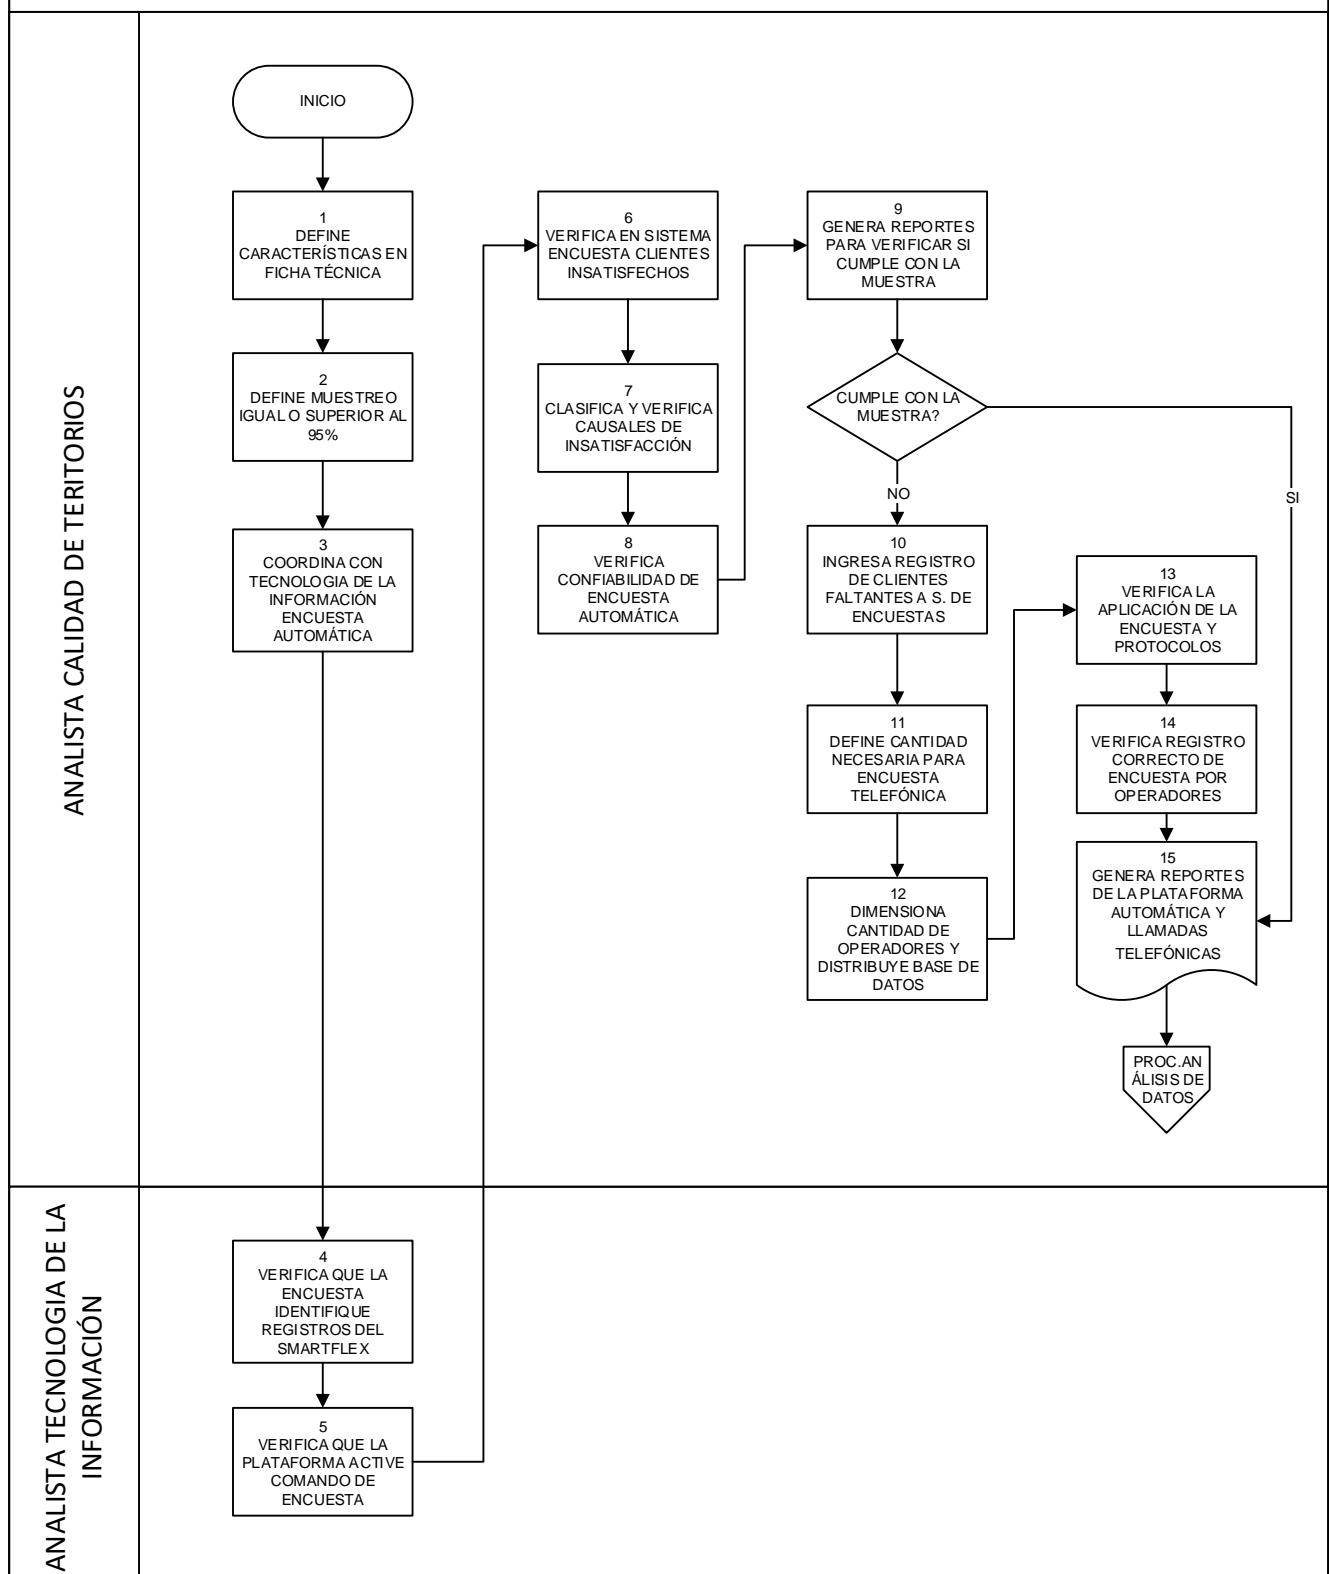 ANALISTA CALIDAD DE TERITORIOS
INICIO
1
DEFINE
CARACTERÍSTICAS EN
FICHA TÉCNICA
2
DEFINE MUESTREO
IGUAL O SUPERIOR AL
95%
3
COORDINA CON
TECNOLOGIA DE LA
INFORMACIÓN
ENCUESTA
AUTOMÁTICA
6
VERIFICA EN SISTEMA
ENCUESTA CLIENTES
INSATISFECHOS
7
CLASIFICA Y VERIFICA
CAUSALES DE
INSATISFACCIÓN
8
VERIFICA
CONFIABILIDAD DE
ENCUESTA
AUTOMÁTICA
9
GENERA REPORTES
PARA VERIFICAR SI
CUMPLE CON LA
MUESTRA
CUMPLE CON LA
MUESTRA?
NO
SI
10
INGRESA REGISTRO
DE CLIENTES
FALTANTES A S. DE
ENCUESTAS
11
DEFINE CANTIDAD
NECESARIA PARA
ENCUESTA
TELEFÓNICA
12
DIMENSIONA
CANTIDAD DE
OPERADORES Y
DISTRIBUYE BASE DE
DATOS
13
VERIFICA LA
APLICACIÓN DE LA
ENCUESTA Y
PROTOCOLOS
14
VERIFICA REGISTRO
CORRECTO DE
ENCUESTA POR
OPERADORES
15
GENERA REPORTES
DE LA PLATAFORMA
AUTOMÁTICA Y
LLAMADAS
TELEFÓNICAS
PROC.AN
ÁLISIS DE
DATOS
ANALISTA TECNOLOGIA DE LA
INFORMACIÓN
4
VERIFICA QUE LA
ENCUESTA
IDENTIFIQUE
REGISTROS DEL
SMARTFLEX
5
VERIFICA QUE LA
PLATAFORMA ACTIVE
COMANDO DE
ENCUESTA